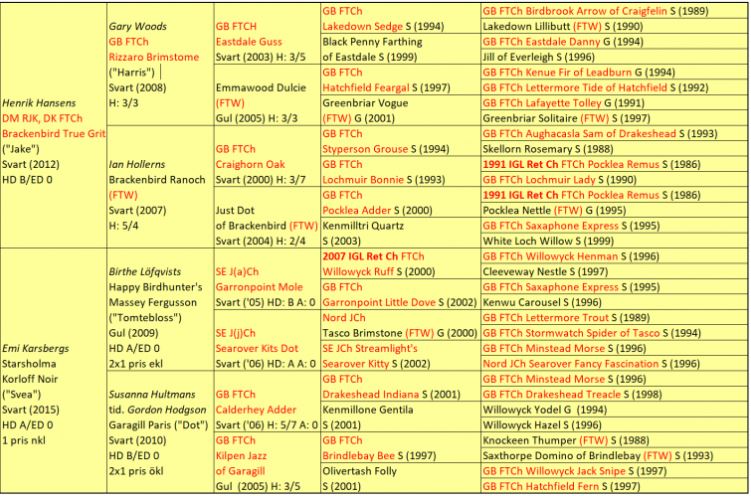 Henrik Hansens
DM RJK, DK FTCh
Brackenbird True Grit
("Jake")
Svart (2012)
HD B/ED 0
Emi Karsbergs
Starsholma
Korloff Noir
("Svea")
Svart (2015)
HD A/ED 0
1 pris nkl
Gary Woods
GB FTCh
Rizzaro Brimstome
("Harris")
Svart (2008)
H: 3/3
Ian Hollerns
Brackenbird Ranoch
(FTW)
Svart (2007)
H: 5/4
Birthe Löfqvists
Happy Birdhunter's
Massey Fergusson
("Tomtebloss")
Gul (2009)
HD A/ED 0
2x1 pris ekl
Susanna Hultmans
tid. Gordon Hodgson
Garagill Paris ("Dot")
Svart (2010)
HD B/ED 0
2x1 pris ökl
GB FTCH
Eastdale Guss
Svart (2003) H: 3/5
Emmawood Dulcie
(FTW)
Gul (2005) H: 3/3
GB FTCh
Craighorn Oak
Svart (2000) H: 3/7
Just Dot
of Brackenbird (FTW)
Svart (2004) H: 2/4
SE J(a)Ch
Garronpoint Mole
Svart ('05) HD: B A: 0
SE J(j)Ch
Searover Kits Dot
Svart ('06) HD: A A: 0
GB FTCh
Calderhey Adder
Svart ('06) H: 5/7 A: 0
GB FTCh
Kilpen Jazz
of Garagill
Gul (2005) H: 3/5
GB FTCh
Lakedown Sedge S (1994)
Black Penny Farthing
of Eastdale S (1999)
GB FTCh
Hatchfield Feargal S (1997)
Greenbriar Vogue
(FTW) G (2001)
GB FTCh
Styperson Grouse S (1994)
GB FTCh
Lochmuir Bonnie S (1993)
GB FTCh
Pocklea Adder S (2000)
Kenmilltri Quartz
S (2003)
2007 IGL Ret Ch FTCh
Willowyck Ruff S (2000)
GB FTCh
Garronpoint Little Dove S (2002)
Nord JCh
Tasco Brimstone (FTW) G (2000)
SE JCh Streamlight's
Searover Kitty S (2002)
GB FTCh
Drakeshead Indiana S (2001)
Kenmillone Gentila
S (2001)
GB FTCh
Brindlebay Bee S (1997)
Olivertash Folly
S (2001)
GB FTCh Birdbrook Arrow of Craigfelin S (1989)
Lakedown Lillibutt (FTW) S (1990)
GB FTCh Eastdale Danny G (1994)
Jill of Everleigh S (1996)
GB FTCh Kenue Fir of Leadburn G (1994)
GB FTCh Lettermore Tide of Hatchfield S (1992)
GB FTCh Lafayette Tolley G (1991)
Greenbriar Solitaire (FTW) S (1997)
GB FTCh Aughacasla Sam of Drakeshead S (1993)
Skellorn Rosemary S (1988)
1991 IGL Ret Ch FTCh Pocklea Remus S (1986)
GB FTCh Lochmuir Lady S (1990)
1991 IGL Ret Ch FTCh Pocklea Remus S (1986)
Pocklea Nettle (FTW) G (1995)
GB FTCh Saxaphone Express S (1995)
White Loch Willow S (1999)
GB FTCh Willowyck Henman S (1996)
Cleeveway Nestle S (1997)
GB FTCh Saxaphone Express S (1995)
Kenwu Carousel S (1996)
GB FTCh Lettermore Trout S (1989)
GB FTCh Stormwatch Spider of Tasco S (1994)
GB FTCh Minstead Morse S (1996)
Nord JCh Searover Fancy Fascination S (1996)
GB FTCh Minstead Morse S (1996)
GB FTCh Drakeshead Treacle S (1998)
Willowyck Yodel G (1994)
Willowyck Hazel S (1996)
Knockeen Thumper (FTW) S (1988)
Saxthorpe Domino of Brindlebay (FTW) S (1993)
GB FTCh Willowyck Jack Snipe S (1997)
GB FTCh Hatchfield Fern S (1997)